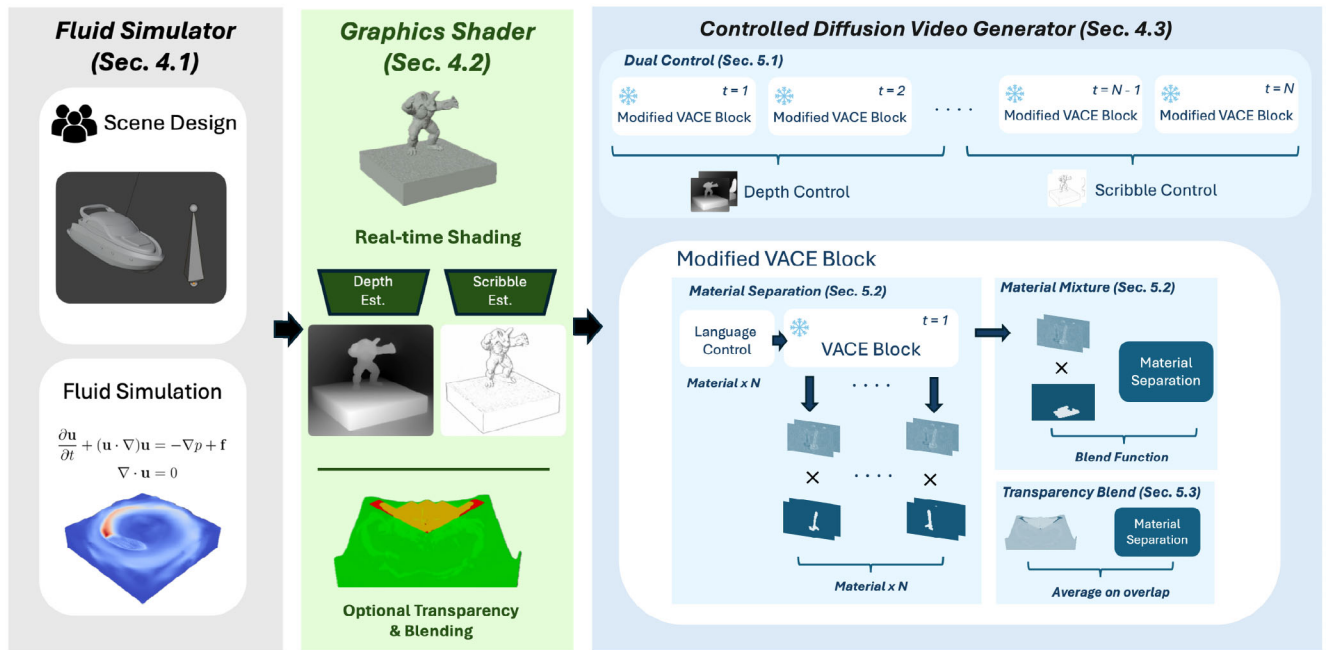 Fluid Simulator
(Sec. 4.1)
Scene Design
Fluid Simulation
∂u/∂t + (u · ∇)u = −∇p + f
∇ · u = 0
Graphics Shader
(Sec. 4.2)
Real-time Shading
Depth
Est.
Scribble
Est.
Optional Transparency
& Blending
Controlled Diffusion Video Generator (Sec. 4.3)
Dual Control (Sec. 5.1)
t = 1
Modified VACE Block
t = 2
Modified VACE Block
. . . .
t = N - 1
Modified VACE Block
t = N
Modified VACE Block
Depth Control
Scribble Control
Modified VACE Block
Material Separation (Sec. 5.2)
Language
Control
t = 1
VACE Block
Material x N
. . . .
× . . . . ×
Material x N
Material Mixture (Sec. 5.2)
×
Material
Separation
Blend Function
Transparency Blend (Sec. 5.3)
Material
Separation
Average on overlap